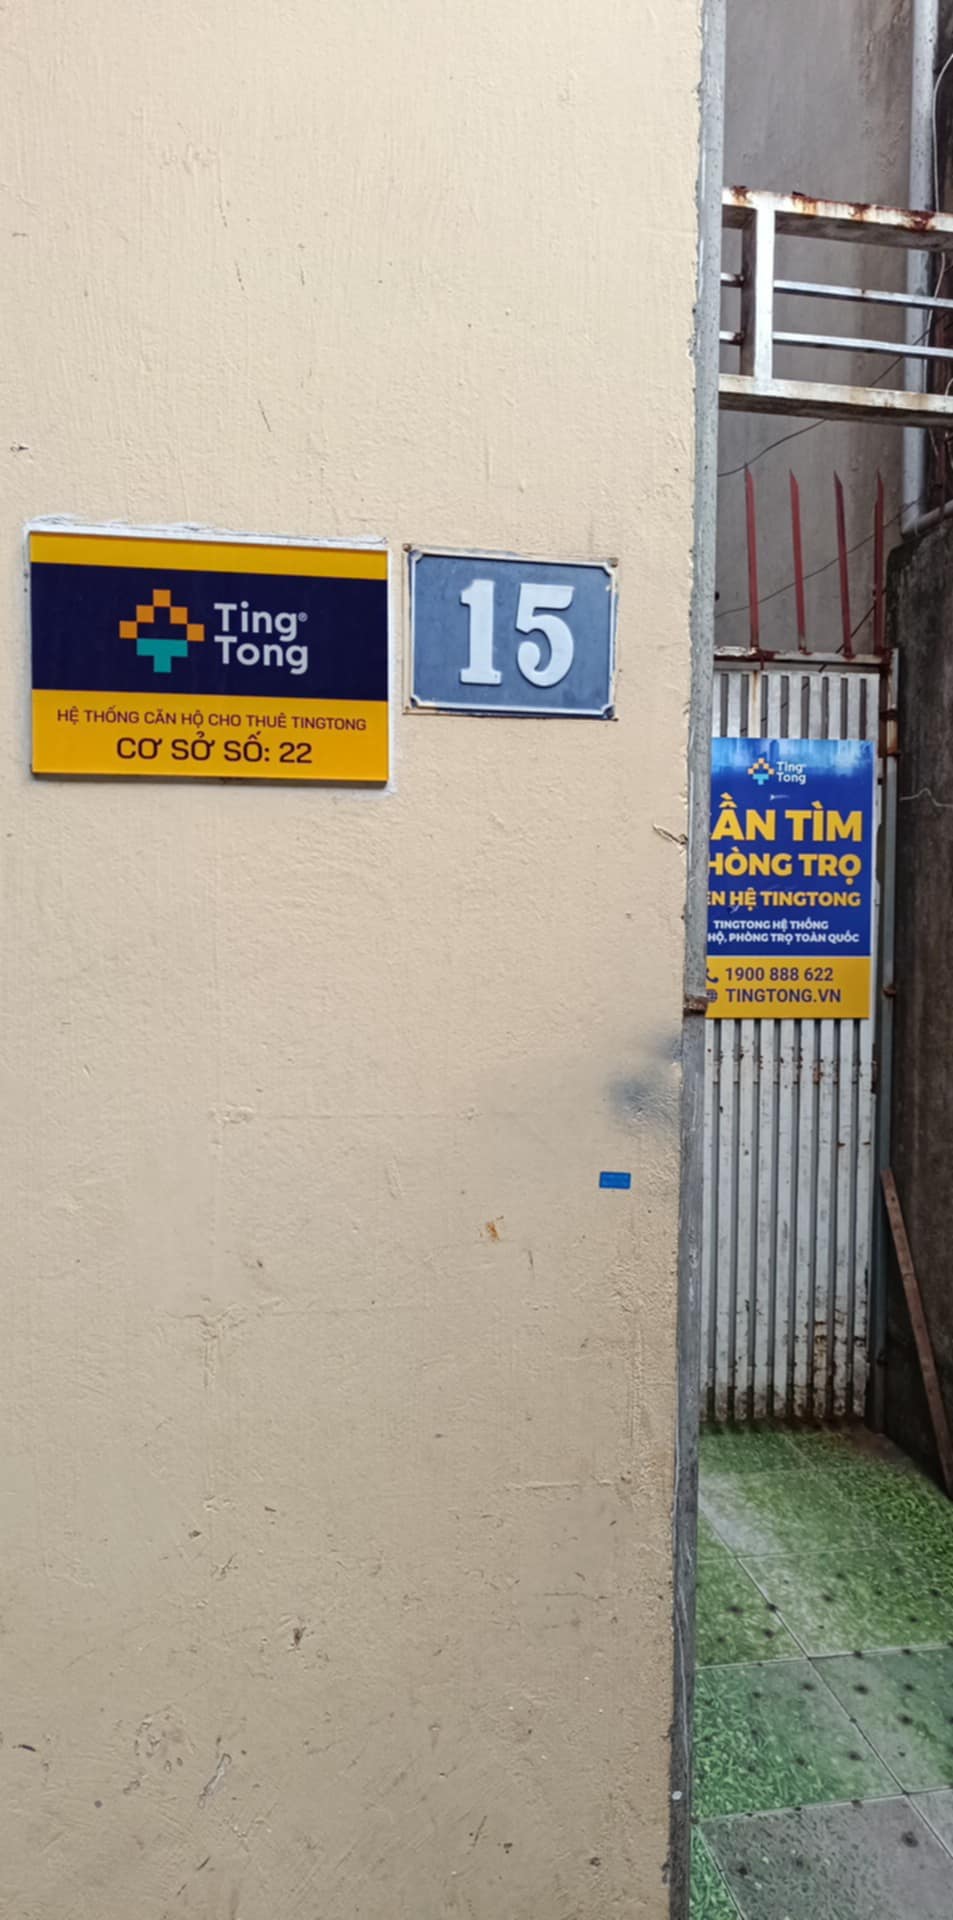 Ting®
Tong
HỆ THỐNG CĂN HỘ CHO THUÊ TINGTONG
CƠ SỞ SỐ: 22
15
Ting
Tong
ẦN TÌM
HÒNG TRỌ
ÊN HỆ TINGTONG
TINGTONG HỆ THỐNG
HỘ, PHÒNG TRỌ TOÀN QUỐC
1900 888 622
TINGTONG.VN